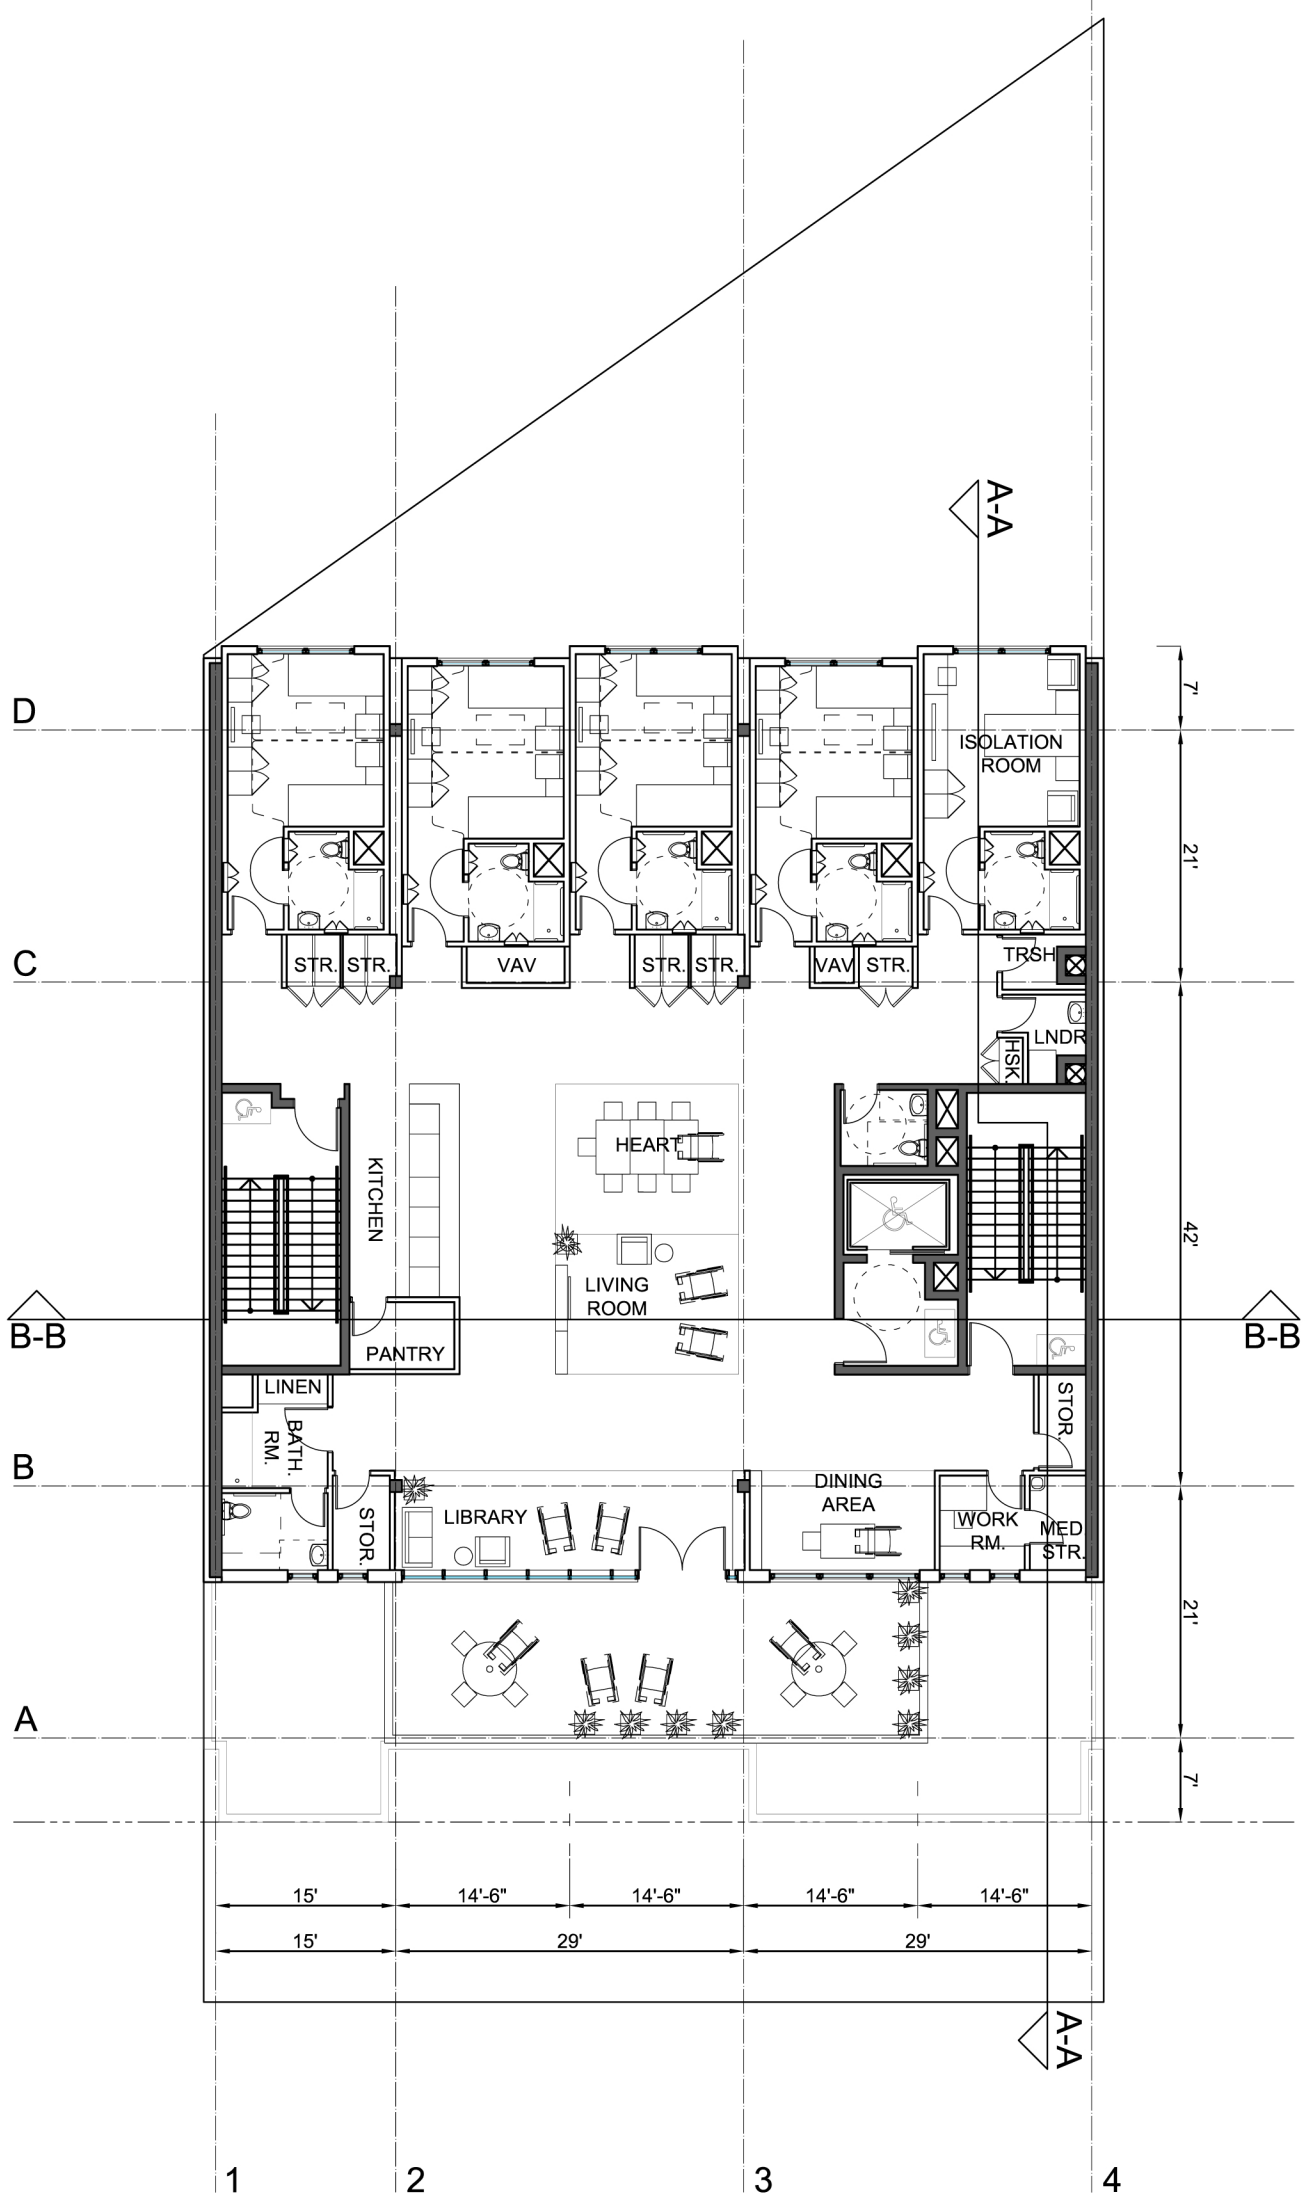 A-A
D
7'
ISOLATION
ROOM
21'
C
STR.
STR.
VAV
STR.
STR.
VAV
STR.
TRSH
LNDR
HSK.
KITCHEN
HEART
42'
LIVING
ROOM
B-B
B-B
PANTRY
LINEN
BATH.
RM.
STOR.
B
DINING
AREA
LIBRARY
STOR.
WORK
RM.
MED
STR.
21'
A
7'
15'
14'-6"
14'-6"
14'-6"
14'-6"
15'
29'
29'
A-A
1
2
3
4